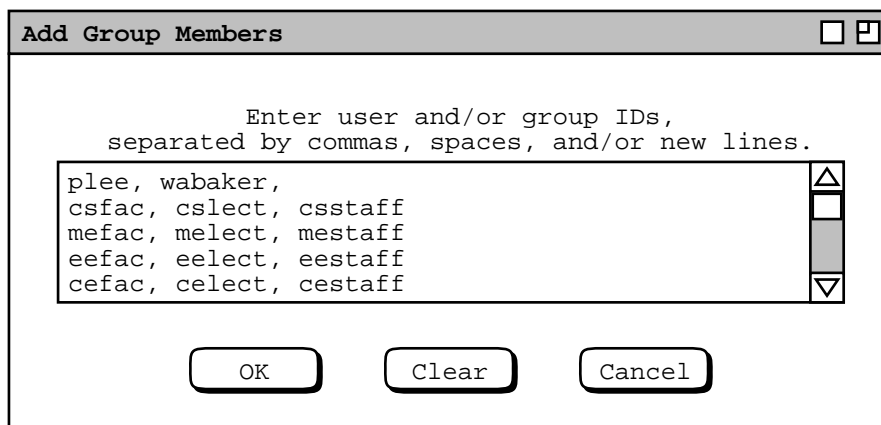 Add Group Members
Enter user and/or group IDs,
separated by commas, spaces, and/or new lines.
plee, wabaker,
csfac, cslect, csstaff
mefac, melect, mestaff
eefac, eelect, eestaff
cefac, celect, cestaff
OK Clear Cancel